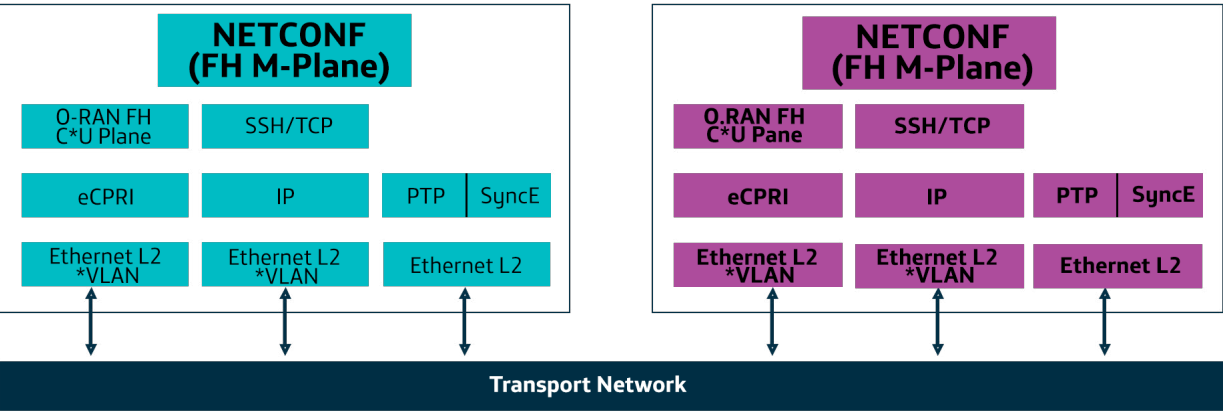 NETCONF
(FH M-Plane)
O-RAN FH
C*U Plane
SSH/TCP
eCPRI
IP
PTP
SyncE
Ethernet L2
*VLAN
Ethernet L2
*VLAN
Ethernet L2
NETCONF
(FH M-Plane)
O.RAN FH
C*U Pane
SSH/TCP
eCPRI
IP
PTP
SyncE
Ethernet L2
*VLAN
Ethernet L2
*VLAN
Ethernet L2
Transport Network